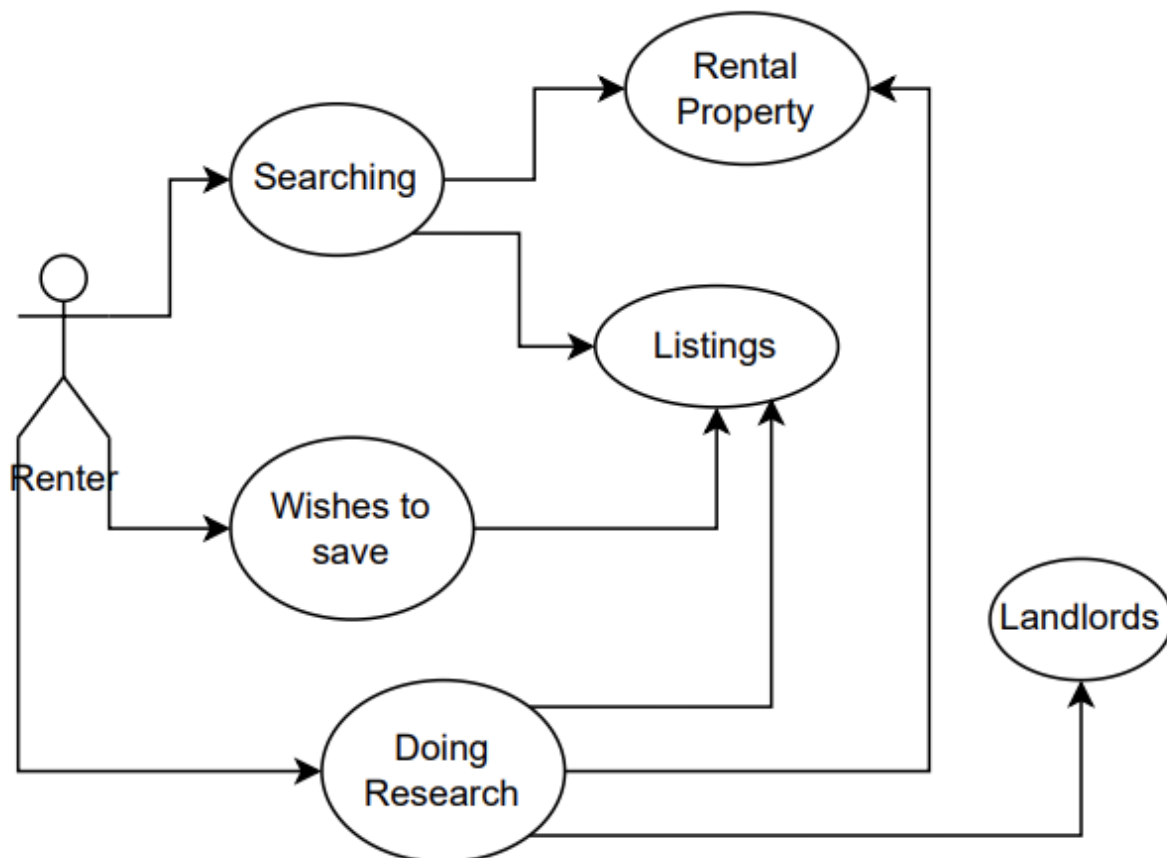 Rental
Property
Searching
Listings
Renter
Wishes to
save
Landlords
Doing
Research